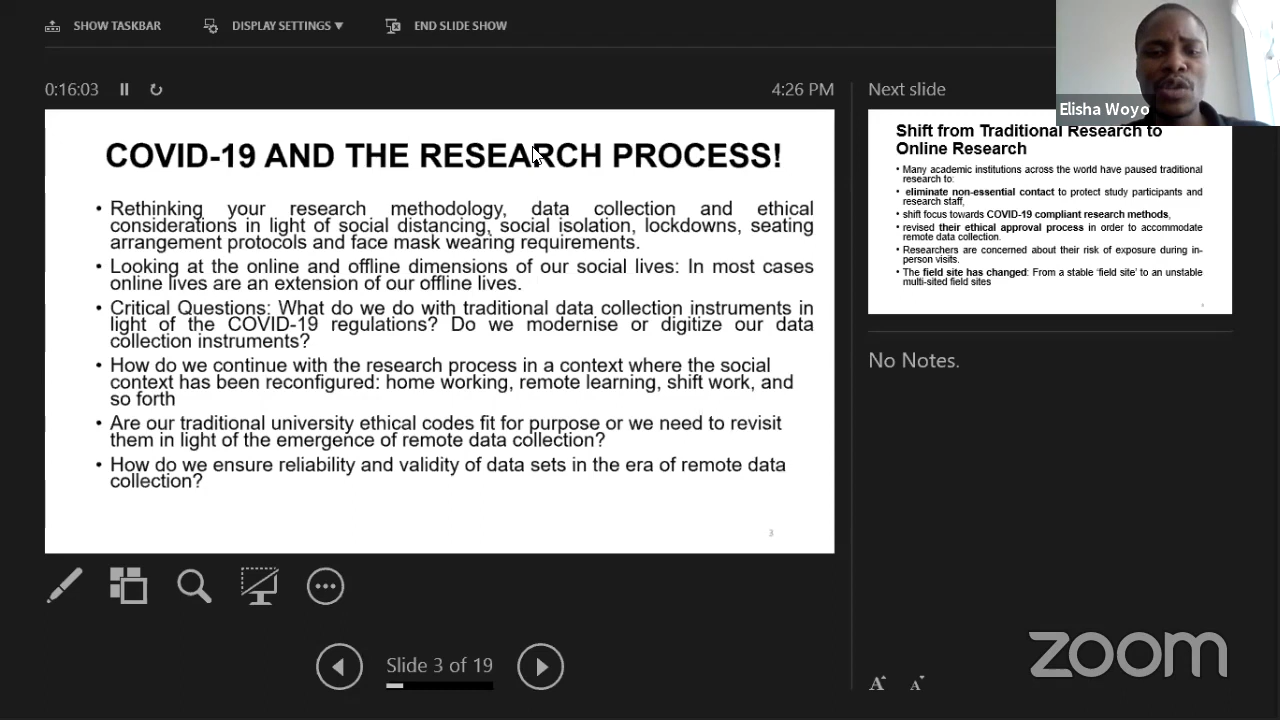 SHOW TASKBAR
DISPLAY SETTINGS ▼
END SLIDE SHOW
Elisha Woyo
0:16:03
4:26 PM
Next slide
COVID-19 AND THE RESEARCH PROCESS!
• Rethinking your research methodology, data collection and ethical
considerations in light of social distancing, social isolation, lockdowns, seating
arrangement protocols and face mask wearing requirements.
• Looking at the online and offline dimensions of our social lives: In most cases
online lives are an extension of our offline lives.
• Critical Questions: What do we do with traditional data collection instruments in
light of the COVID-19 regulations? Do we modernise or digitize our data
collection instruments?
• How do we continue with the research process in a context where the social
context has been reconfigured: home working, remote learning, shift work, and
so forth
• Are our traditional university ethical codes fit for purpose or we need to revisit
them in light of the emergence of remote data collection?
• How do we ensure reliability and validity of data sets in the era of remote data
collection?
3
Shift from Traditional Research to
Online Research
• Many academic institutions across the world have paused traditional
research to:
• eliminate non-essential contact to protect study participants and
research staff,
• shift focus towards COVID-19 compliant research methods,
• revised their ethical approval process in order to accommodate
remote data collection.
• Researchers are concerned about their risk of exposure during in-
person visits.
• The field site has changed: From a stable 'field site' to an unstable
multi-sited field sites
No Notes.
Slide 3 of 19
A A
zoom